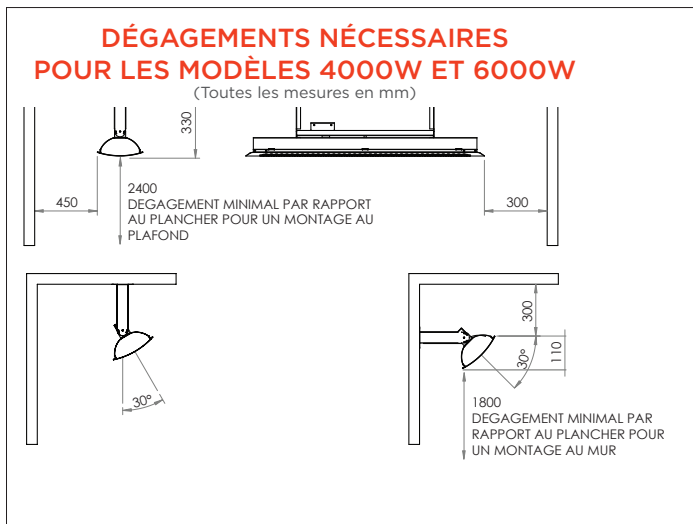 DÉGAGEMENTS NÉCESSAIRES
POUR LES MODÈLES 4000W ET 6000W
(Toutes les mesures en mm)
330
450
2400
DEGAGEMENT MINIMAL PAR RAPPORT
AU PLANCHER POUR UN MONTAGE AU
PLAFOND
300
30°
300
30°
110
1800
DEGAGEMENT MINIMAL PAR
RAPPORT AU PLANCHER POUR
UN MONTAGE AU MUR